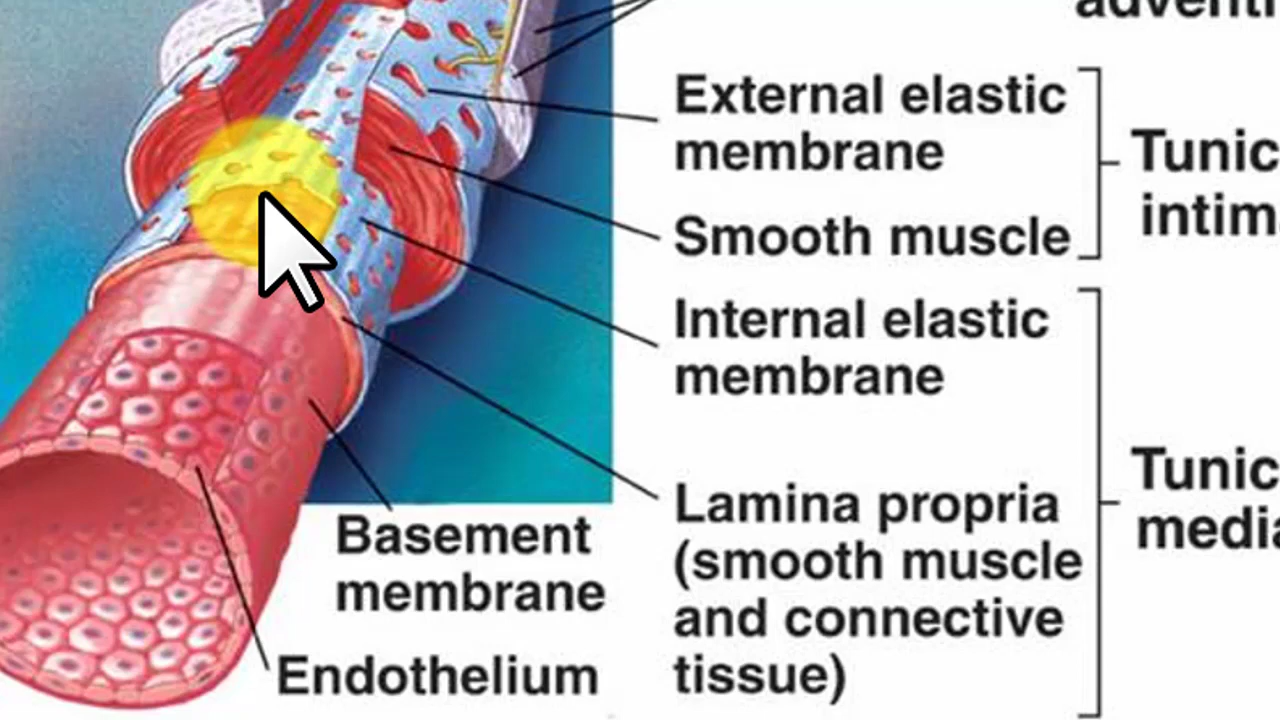 External elastic
membrane
Smooth muscle
Internal elastic
membrane
Lamina propria
(smooth muscle
and connective
tissue)
Basement
membrane
Endothelium